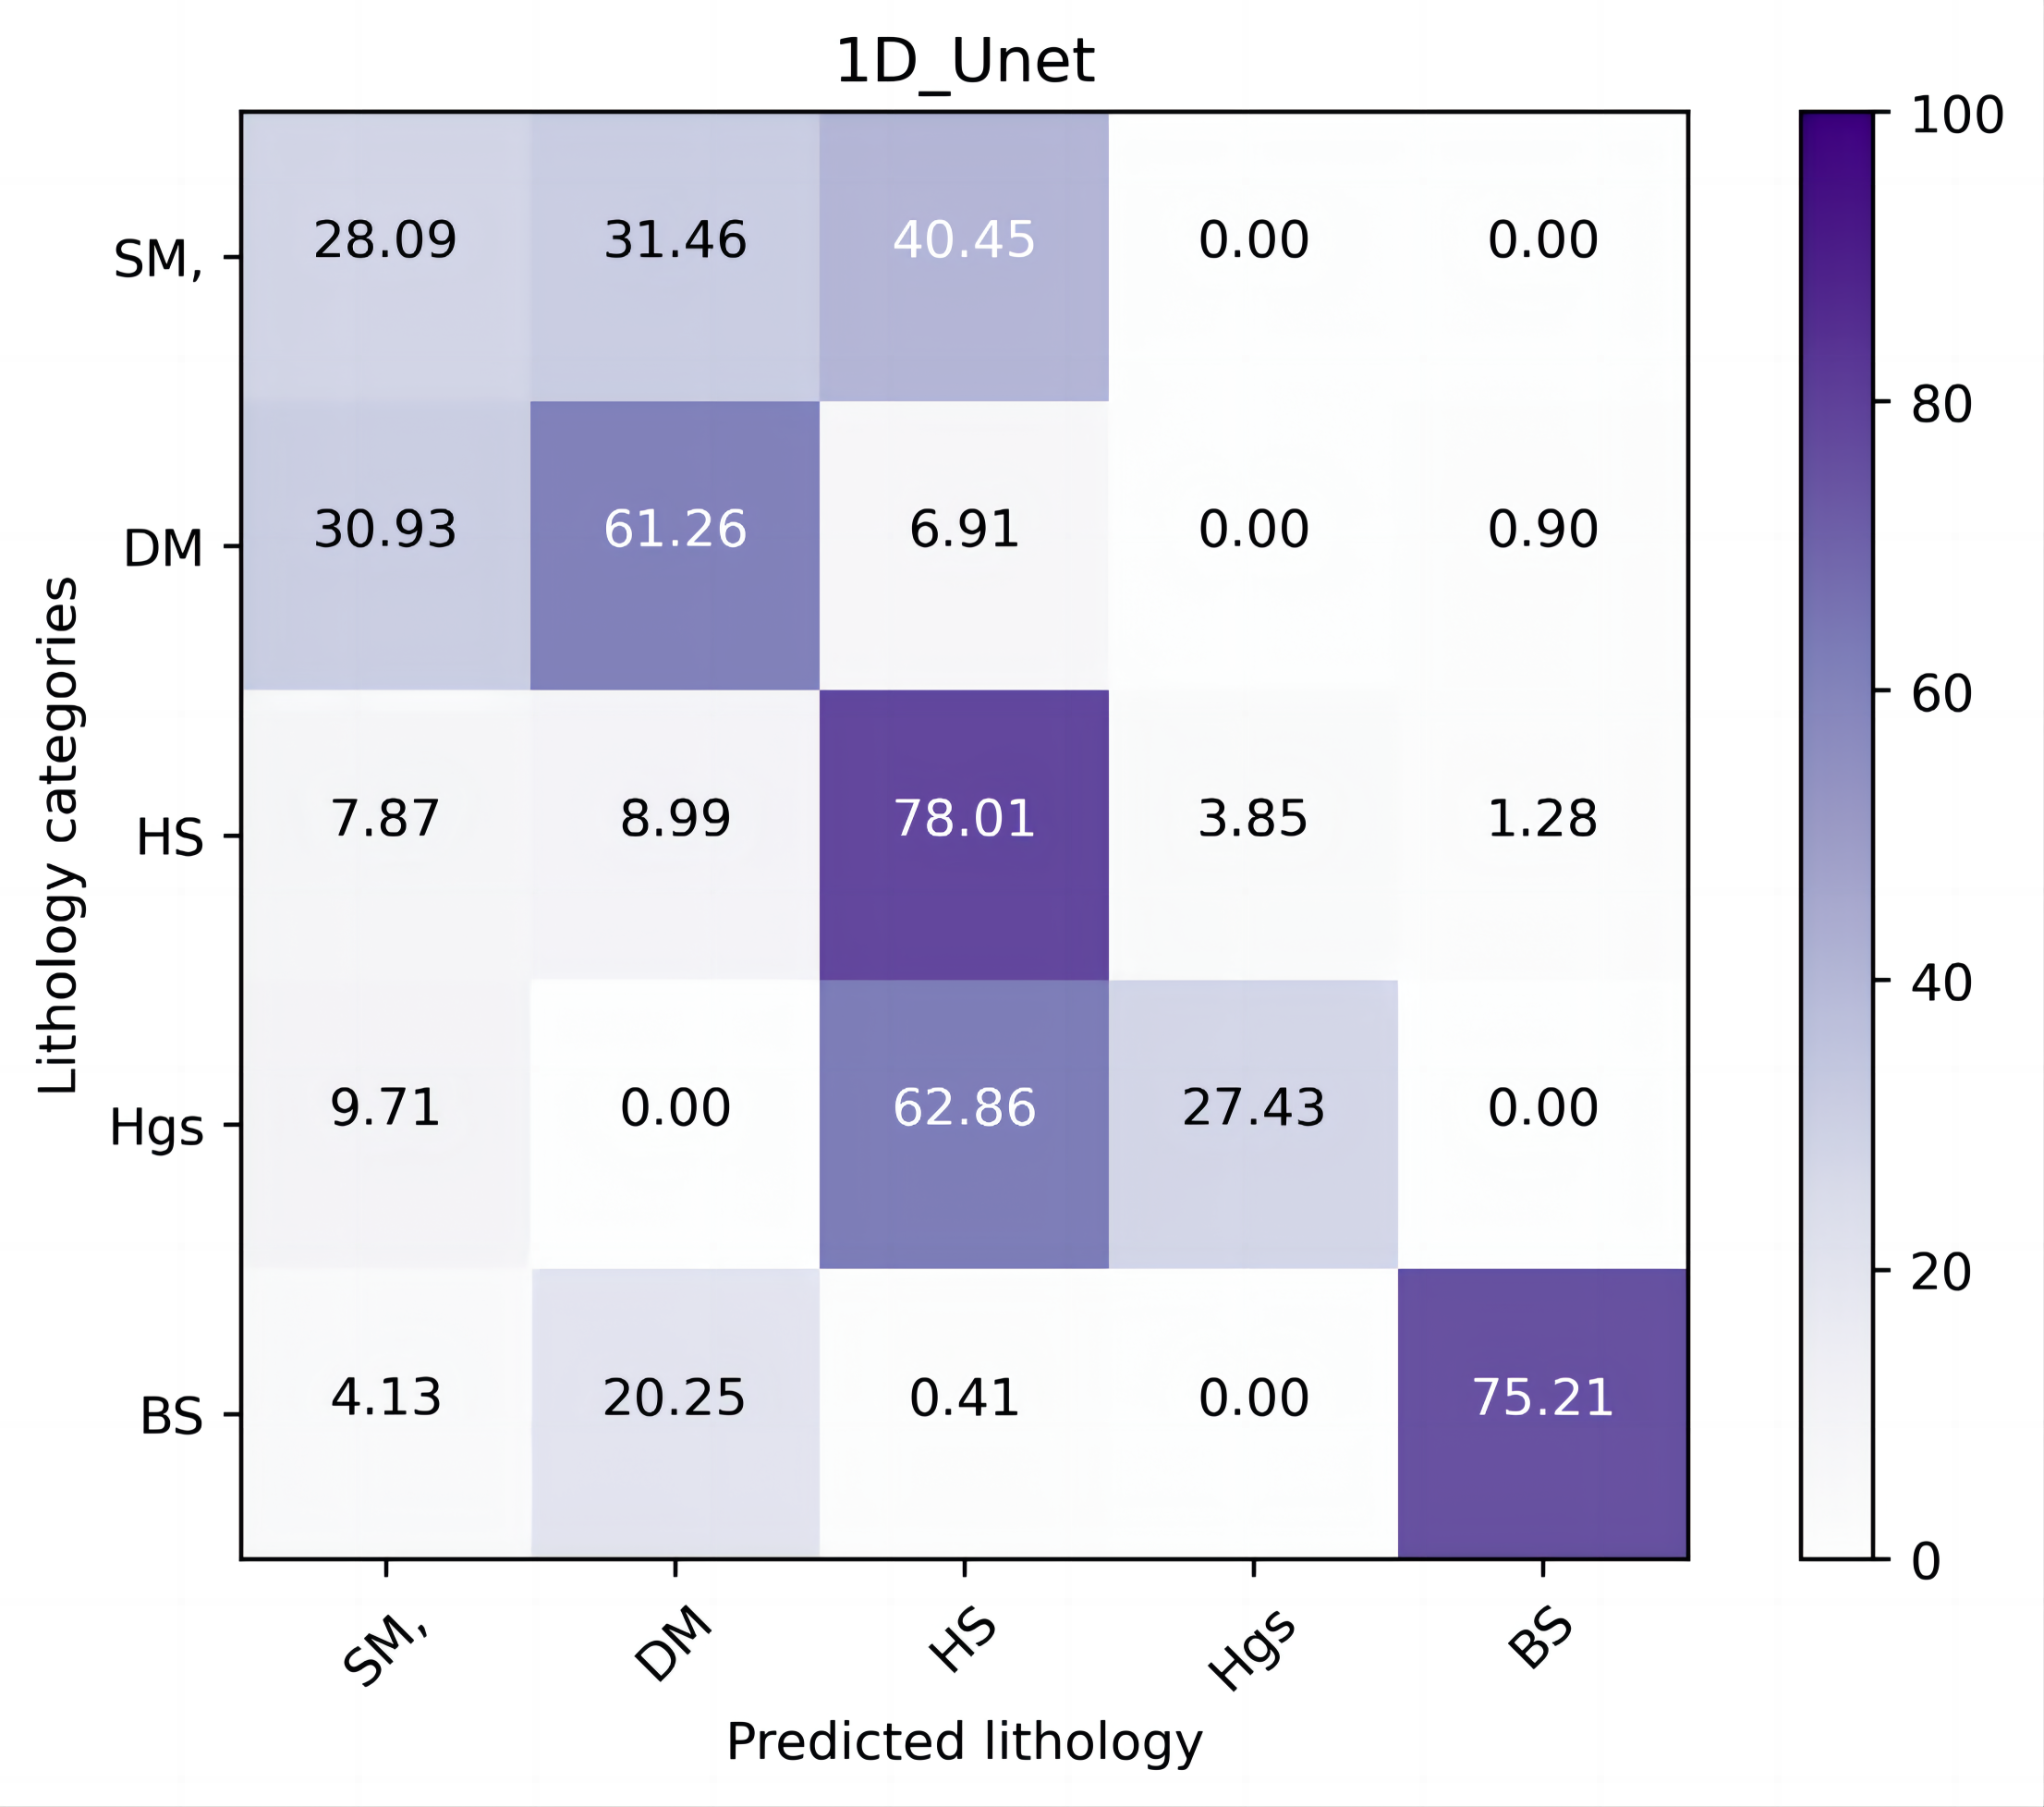 1D_Unet
SM, 28.09 31.46 40.45 0.00 0.00
DM 30.93 61.26 6.91 0.00 0.90
HS 7.87 8.99 78.01 3.85 1.28
Hgs 9.71 0.00 62.86 27.43 0.00
BS 4.13 20.25 0.41 0.00 75.21
SM, DM HS Hgs BS
Predicted lithology
Lithology categories
100
80
60
40
20
0